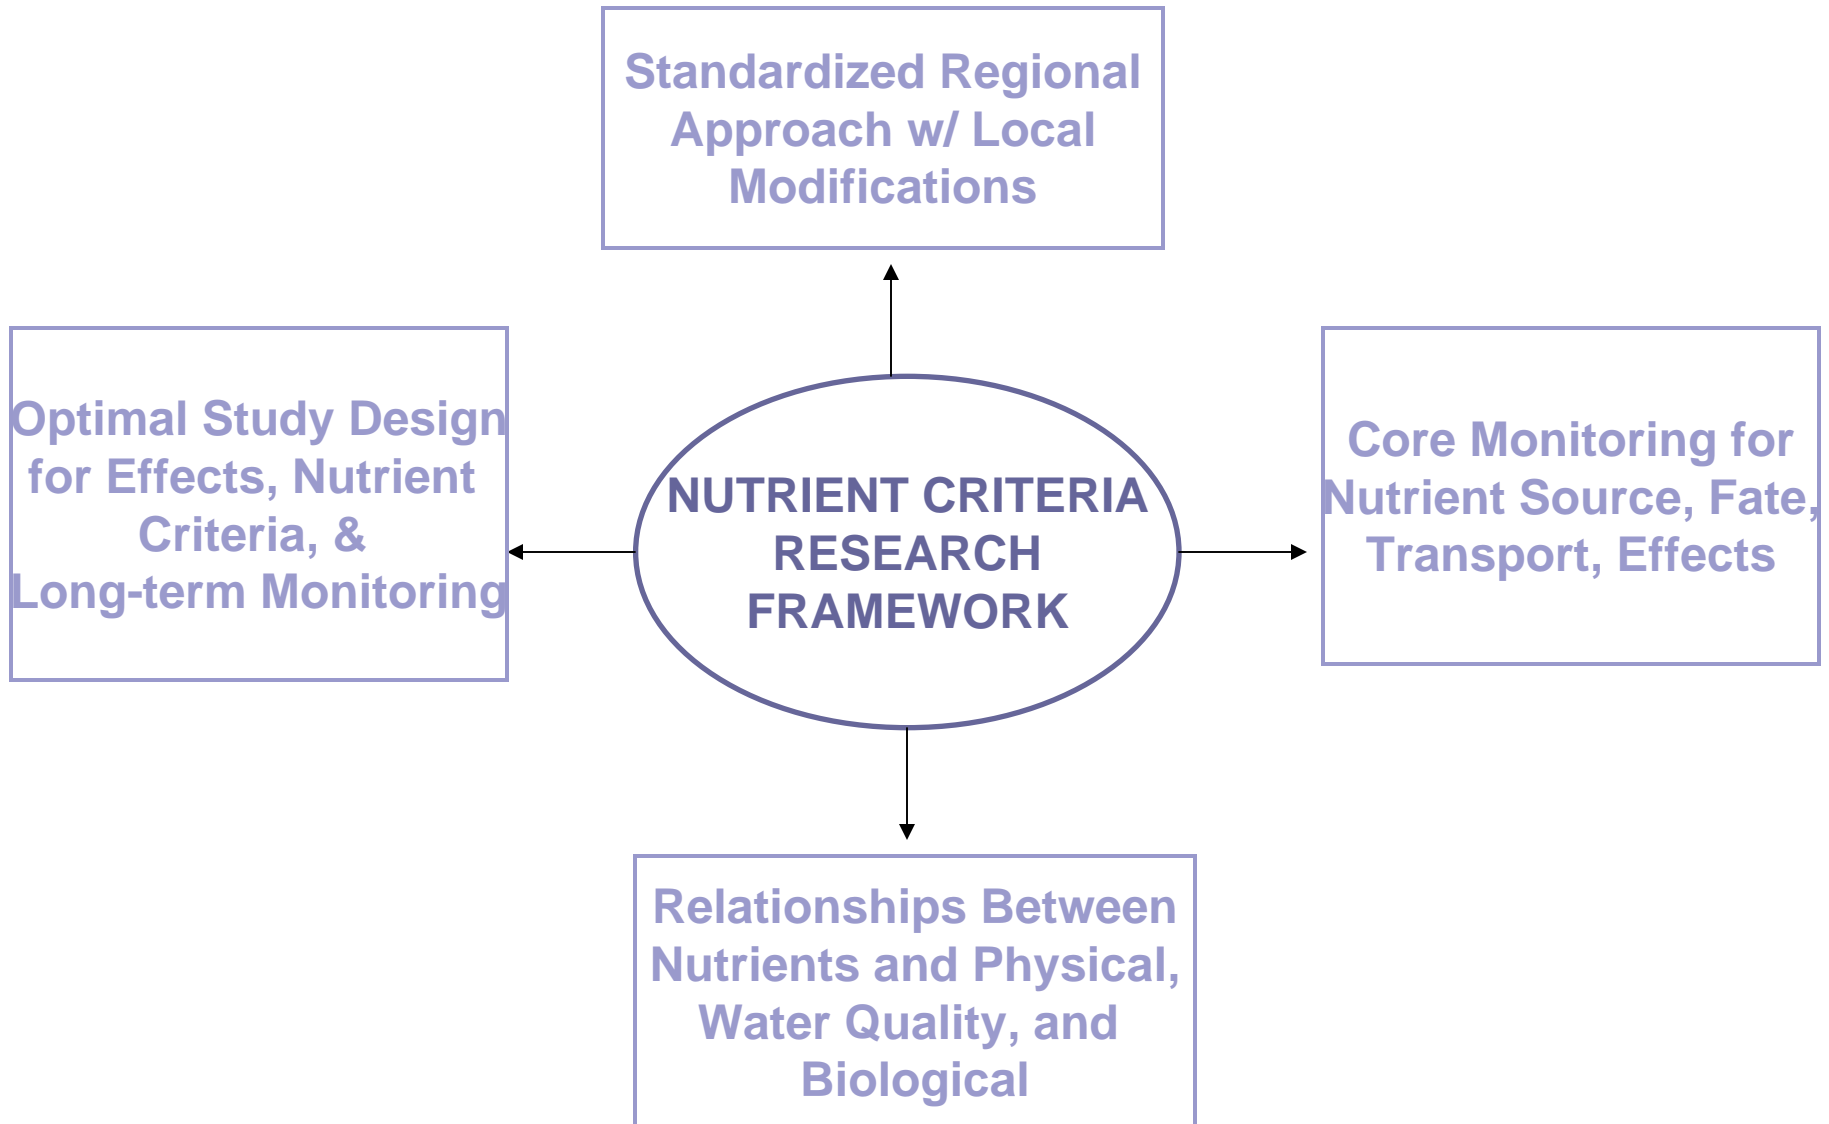 Standardized Regional
Approach w/ Local
Modifications
Optimal Study Design
for Effects, Nutrient
Criteria, &
Long-term Monitoring
NUTRIENT CRITERIA
RESEARCH
FRAMEWORK
Core Monitoring for
Nutrient Source, Fate,
Transport, Effects
Relationships Between
Nutrients and Physical,
Water Quality, and
Biological